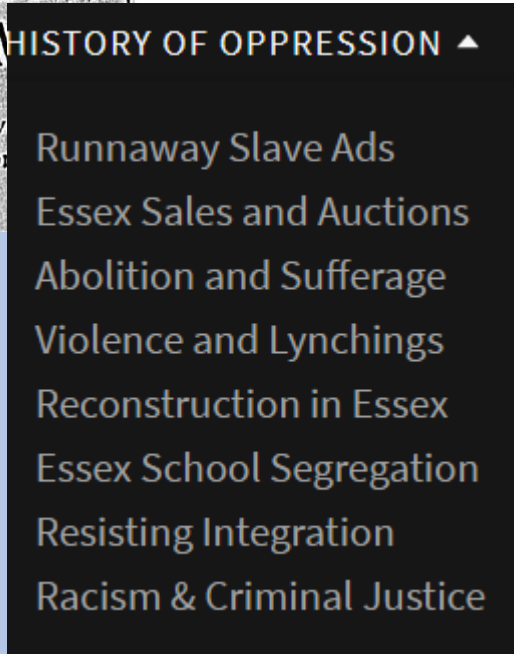 HISTORY OF OPPRESSION
Runnaway Slave Ads
Essex Sales and Auctions
Abolition and Sufferage
Violence and Lynchings
Reconstruction in Essex
Essex School Segregation
Resisting Integration
Racism & Criminal Justice